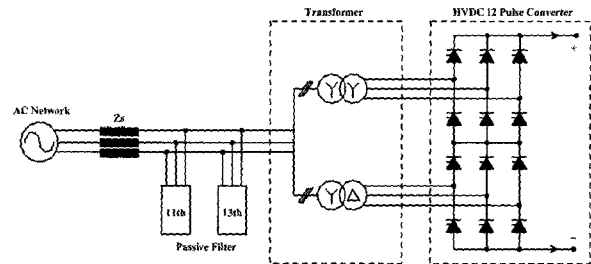 Transformer
HVDC 12 Pulse Converter
AC Network
Zs
11th
13th
Passive Filter
Y Y
Y Δ
+
−